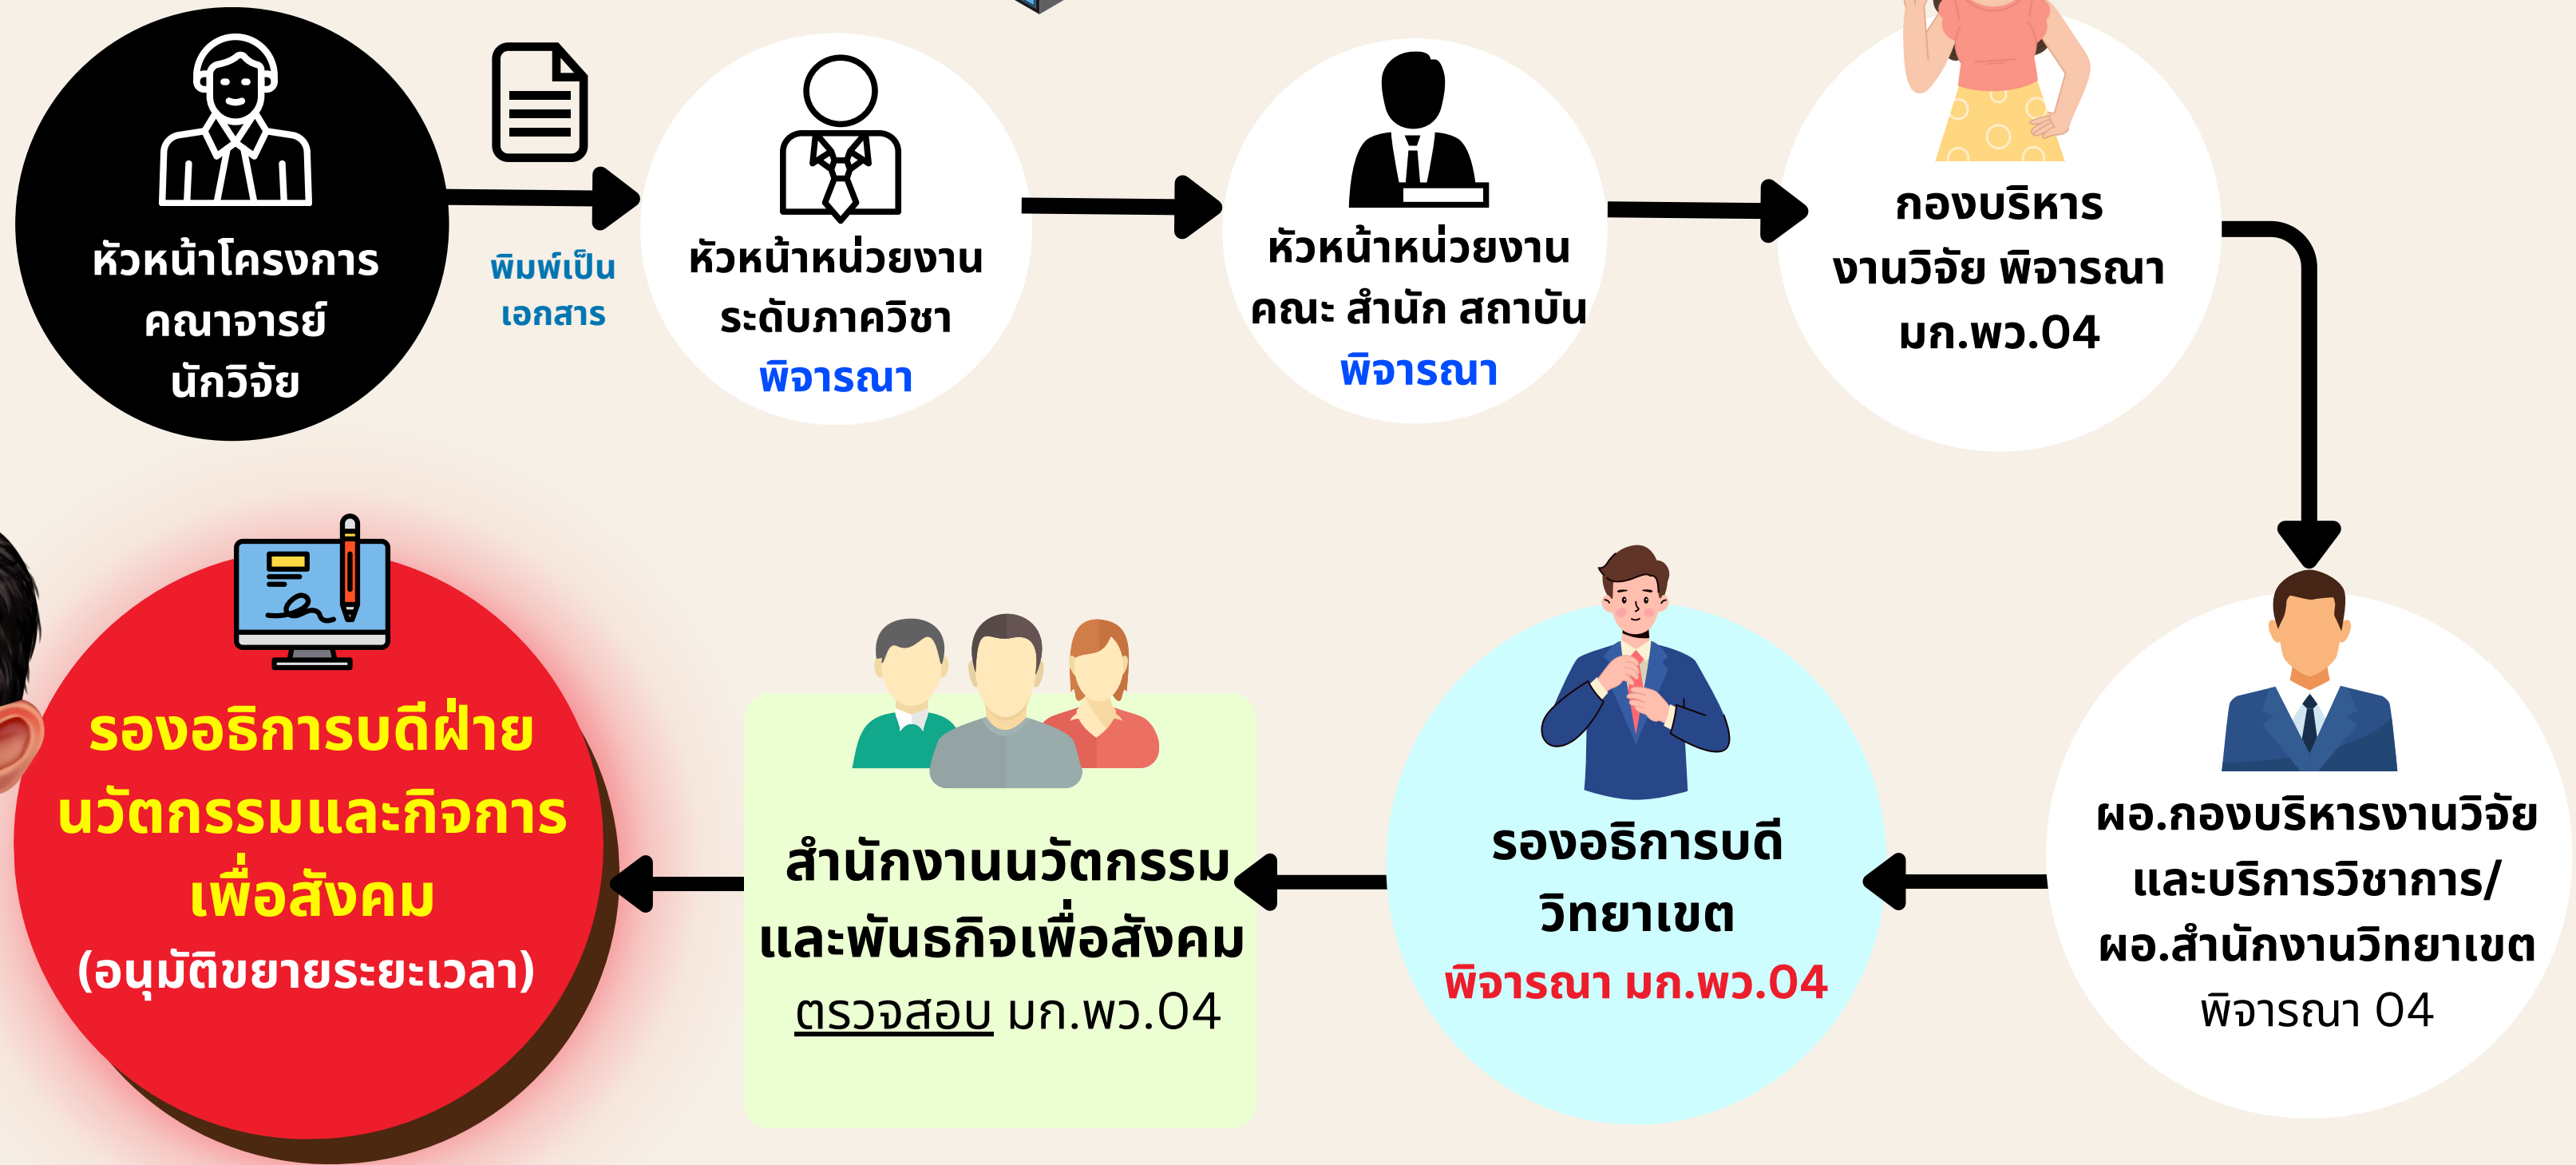 หัวหน้าโครงการ
คณาจารย์
นักวิจัย
พิมพ์เป็น
เอกสาร
หัวหน้าหน่วยงาน
ระดับภาควิชา
พิจารณา
หัวหน้าหน่วยงาน
คณะ สำนัก สถาบัน
พิจารณา
กองบริหาร
งานวิจัย พิจารณา
มก.พว.04
ผอ.กองบริหารงานวิจัย
และบริการวิชาการ/
ผอ.สำนักงานวิทยาเขต
พิจารณา 04
รองอธิการบดี
วิทยาเขต
พิจารณา มก.พว.04
สำนักงานนวัตกรรม
และพันธกิจเพื่อสังคม
ตรวจสอบ มก.พว.04
รองอธิการบดีฝ่าย
นวัตกรรมและกิจการ
เพื่อสังคม
(อนุมัติขยายระยะเวลา)